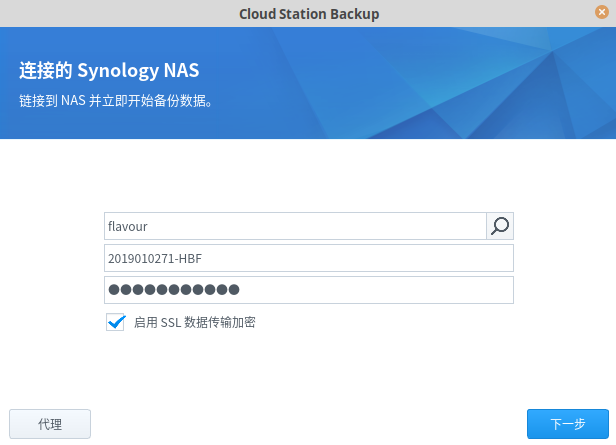 Cloud Station Backup
连接的 Synology NAS
链接到 NAS 并立即开始备份数据。
flavour
2019010271-HBF
●●●●●●●●●●●
启用 SSL 数据传输加密
代理
下一步